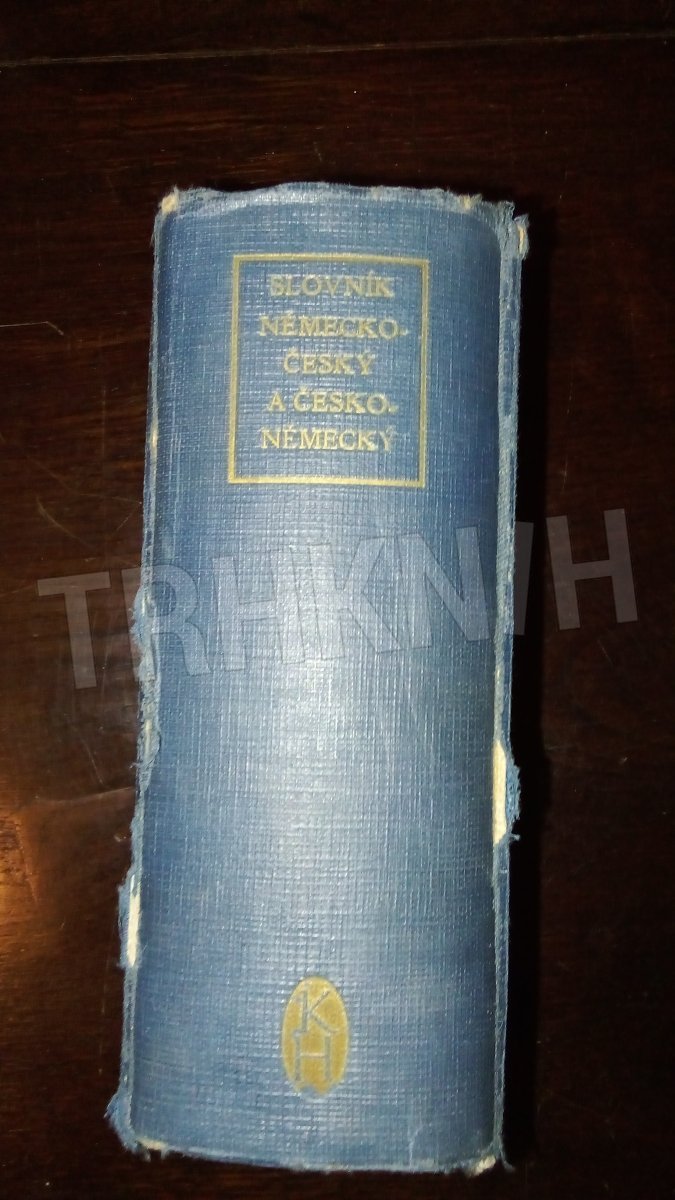 SLOVNÍK
NĚMECKO-
ČESKÝ
A ČESKO-
NĚMECKÝ
TRHKNIH
K
H